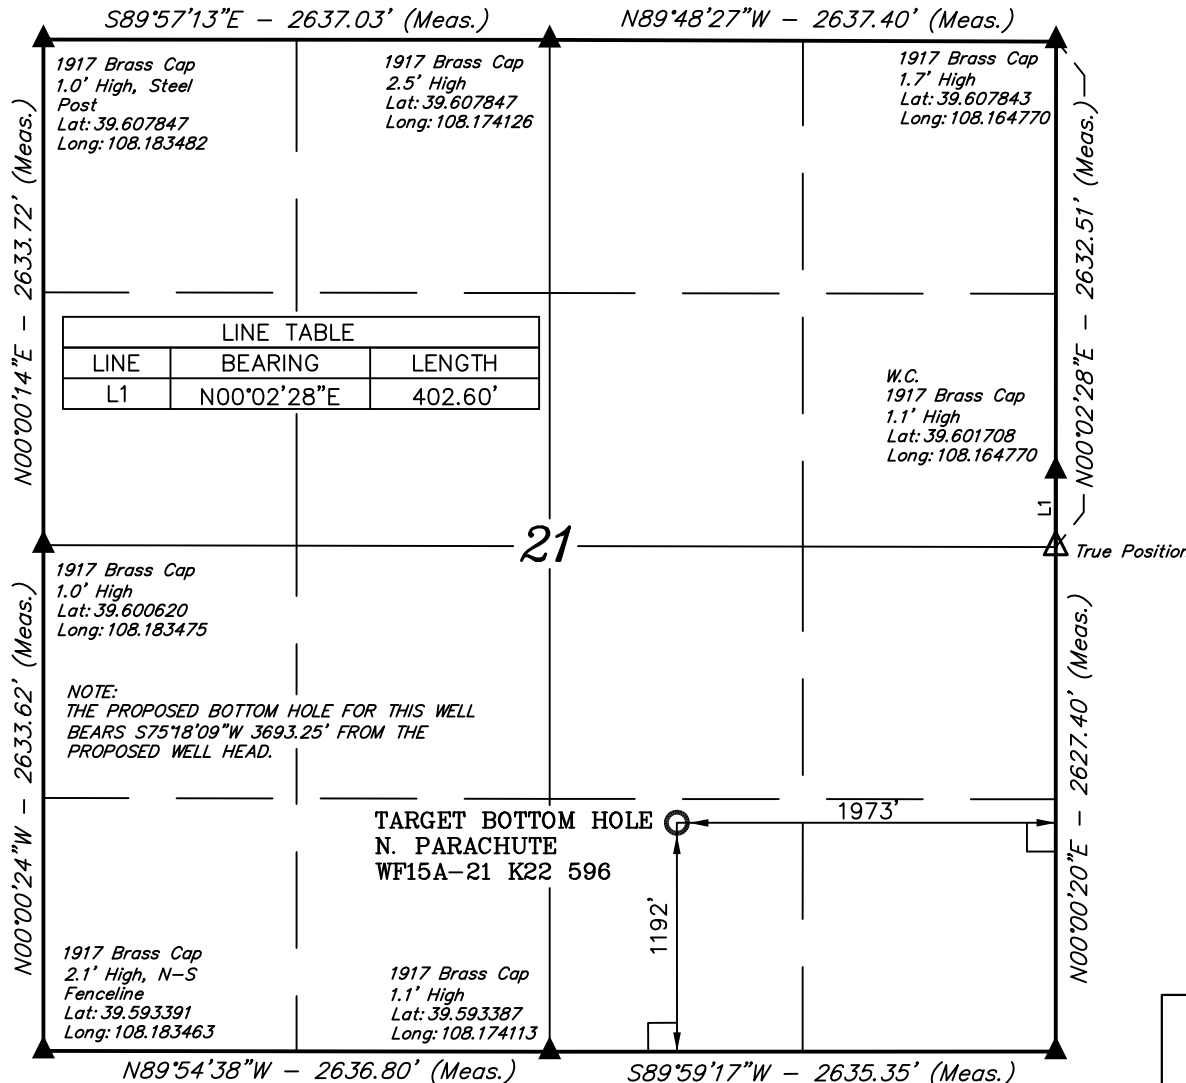 S89°57'13"E - 2637.03' (Meas.)
N89°48'27"W - 2637.40' (Meas.)
1917 Brass Cap
1.0' High, Steel
Post
Lat: 39.607847
Long: 108.183482
1917 Brass Cap
2.5' High
Lat: 39.607847
Long: 108.174126
1917 Brass Cap
1.7' High
Lat: 39.607843
Long: 108.164770
N00°00'14"E - 2633.72' (Meas.)
N00°02'28"E - 2632.51' (Meas.)
LINE TABLE
LINE BEARING LENGTH
L1 N00°02'28"E 402.60'
W.C.
1917 Brass Cap
1.1' High
Lat: 39.601708
Long: 108.164770
L1
21
True Position
1917 Brass Cap
1.0' High
Lat: 39.600620
Long: 108.183475
N00°00'24"W - 2633.62' (Meas.)
N00°00'20"E - 2627.40' (Meas.)
NOTE:
THE PROPOSED BOTTOM HOLE FOR THIS WELL
BEARS S75°18'09"W 3693.25' FROM THE
PROPOSED WELL HEAD.
TARGET BOTTOM HOLE
N. PARACHUTE
WF15A-21 K22 596
1973'
1192'
1917 Brass Cap
2.1' High, N-S
Fenceline
Lat: 39.593391
Long: 108.183463
1917 Brass Cap
1.1' High
Lat: 39.593387
Long: 108.174113
N89°54'38"W - 2636.80' (Meas.)
S89°59'17"W - 2635.35' (Meas.)